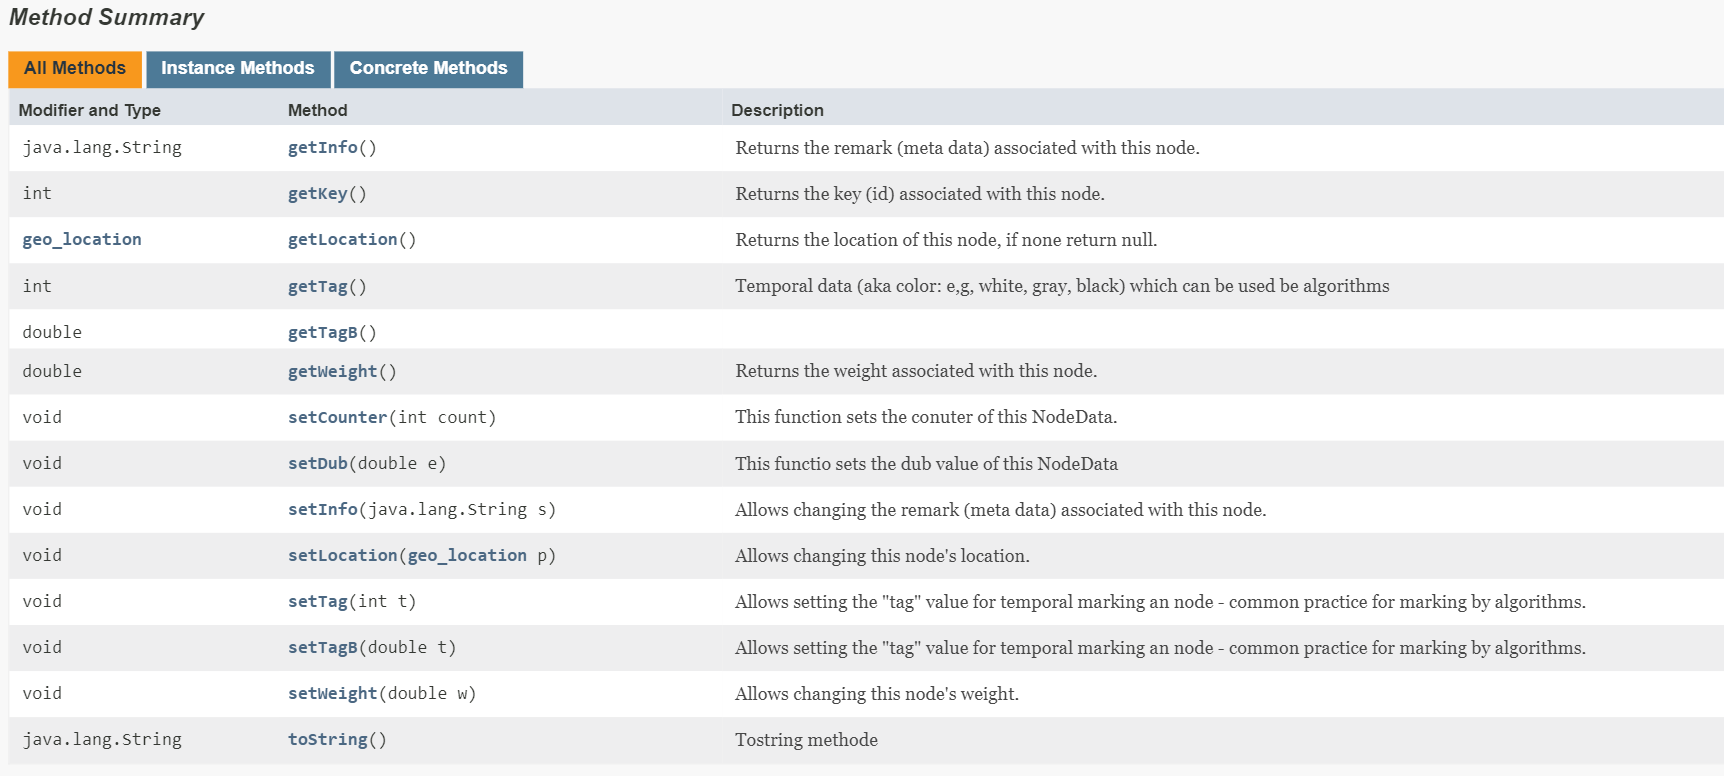 Method Summary
All Methods Instance Methods Concrete Methods
Modifier and Type Method Description
java.lang.String getInfo() Returns the remark (meta data) associated with this node.
int getKey() Returns the key (id) associated with this node.
geo_location getLocation() Returns the location of this node, if none return null.
int getTag() Temporal data (aka color: e,g, white, gray, black) which can be used be algorithms
double getTagB()
double getWeight() Returns the weight associated with this node.
void setCounter(int count) This function sets the conuter of this NodeData.
void setDub(double e) This functio sets the dub value of this NodeData
void setInfo(java.lang.String s) Allows changing the remark (meta data) associated with this node.
void setLocation(geo_location p) Allows changing this node's location.
void setTag(int t) Allows setting the "tag" value for temporal marking an node - common practice for marking by algorithms.
void setTagB(double t) Allows setting the "tag" value for temporal marking an node - common practice for marking by algorithms.
void setWeight(double w) Allows changing this node's weight.
java.lang.String toString() Tostring methode